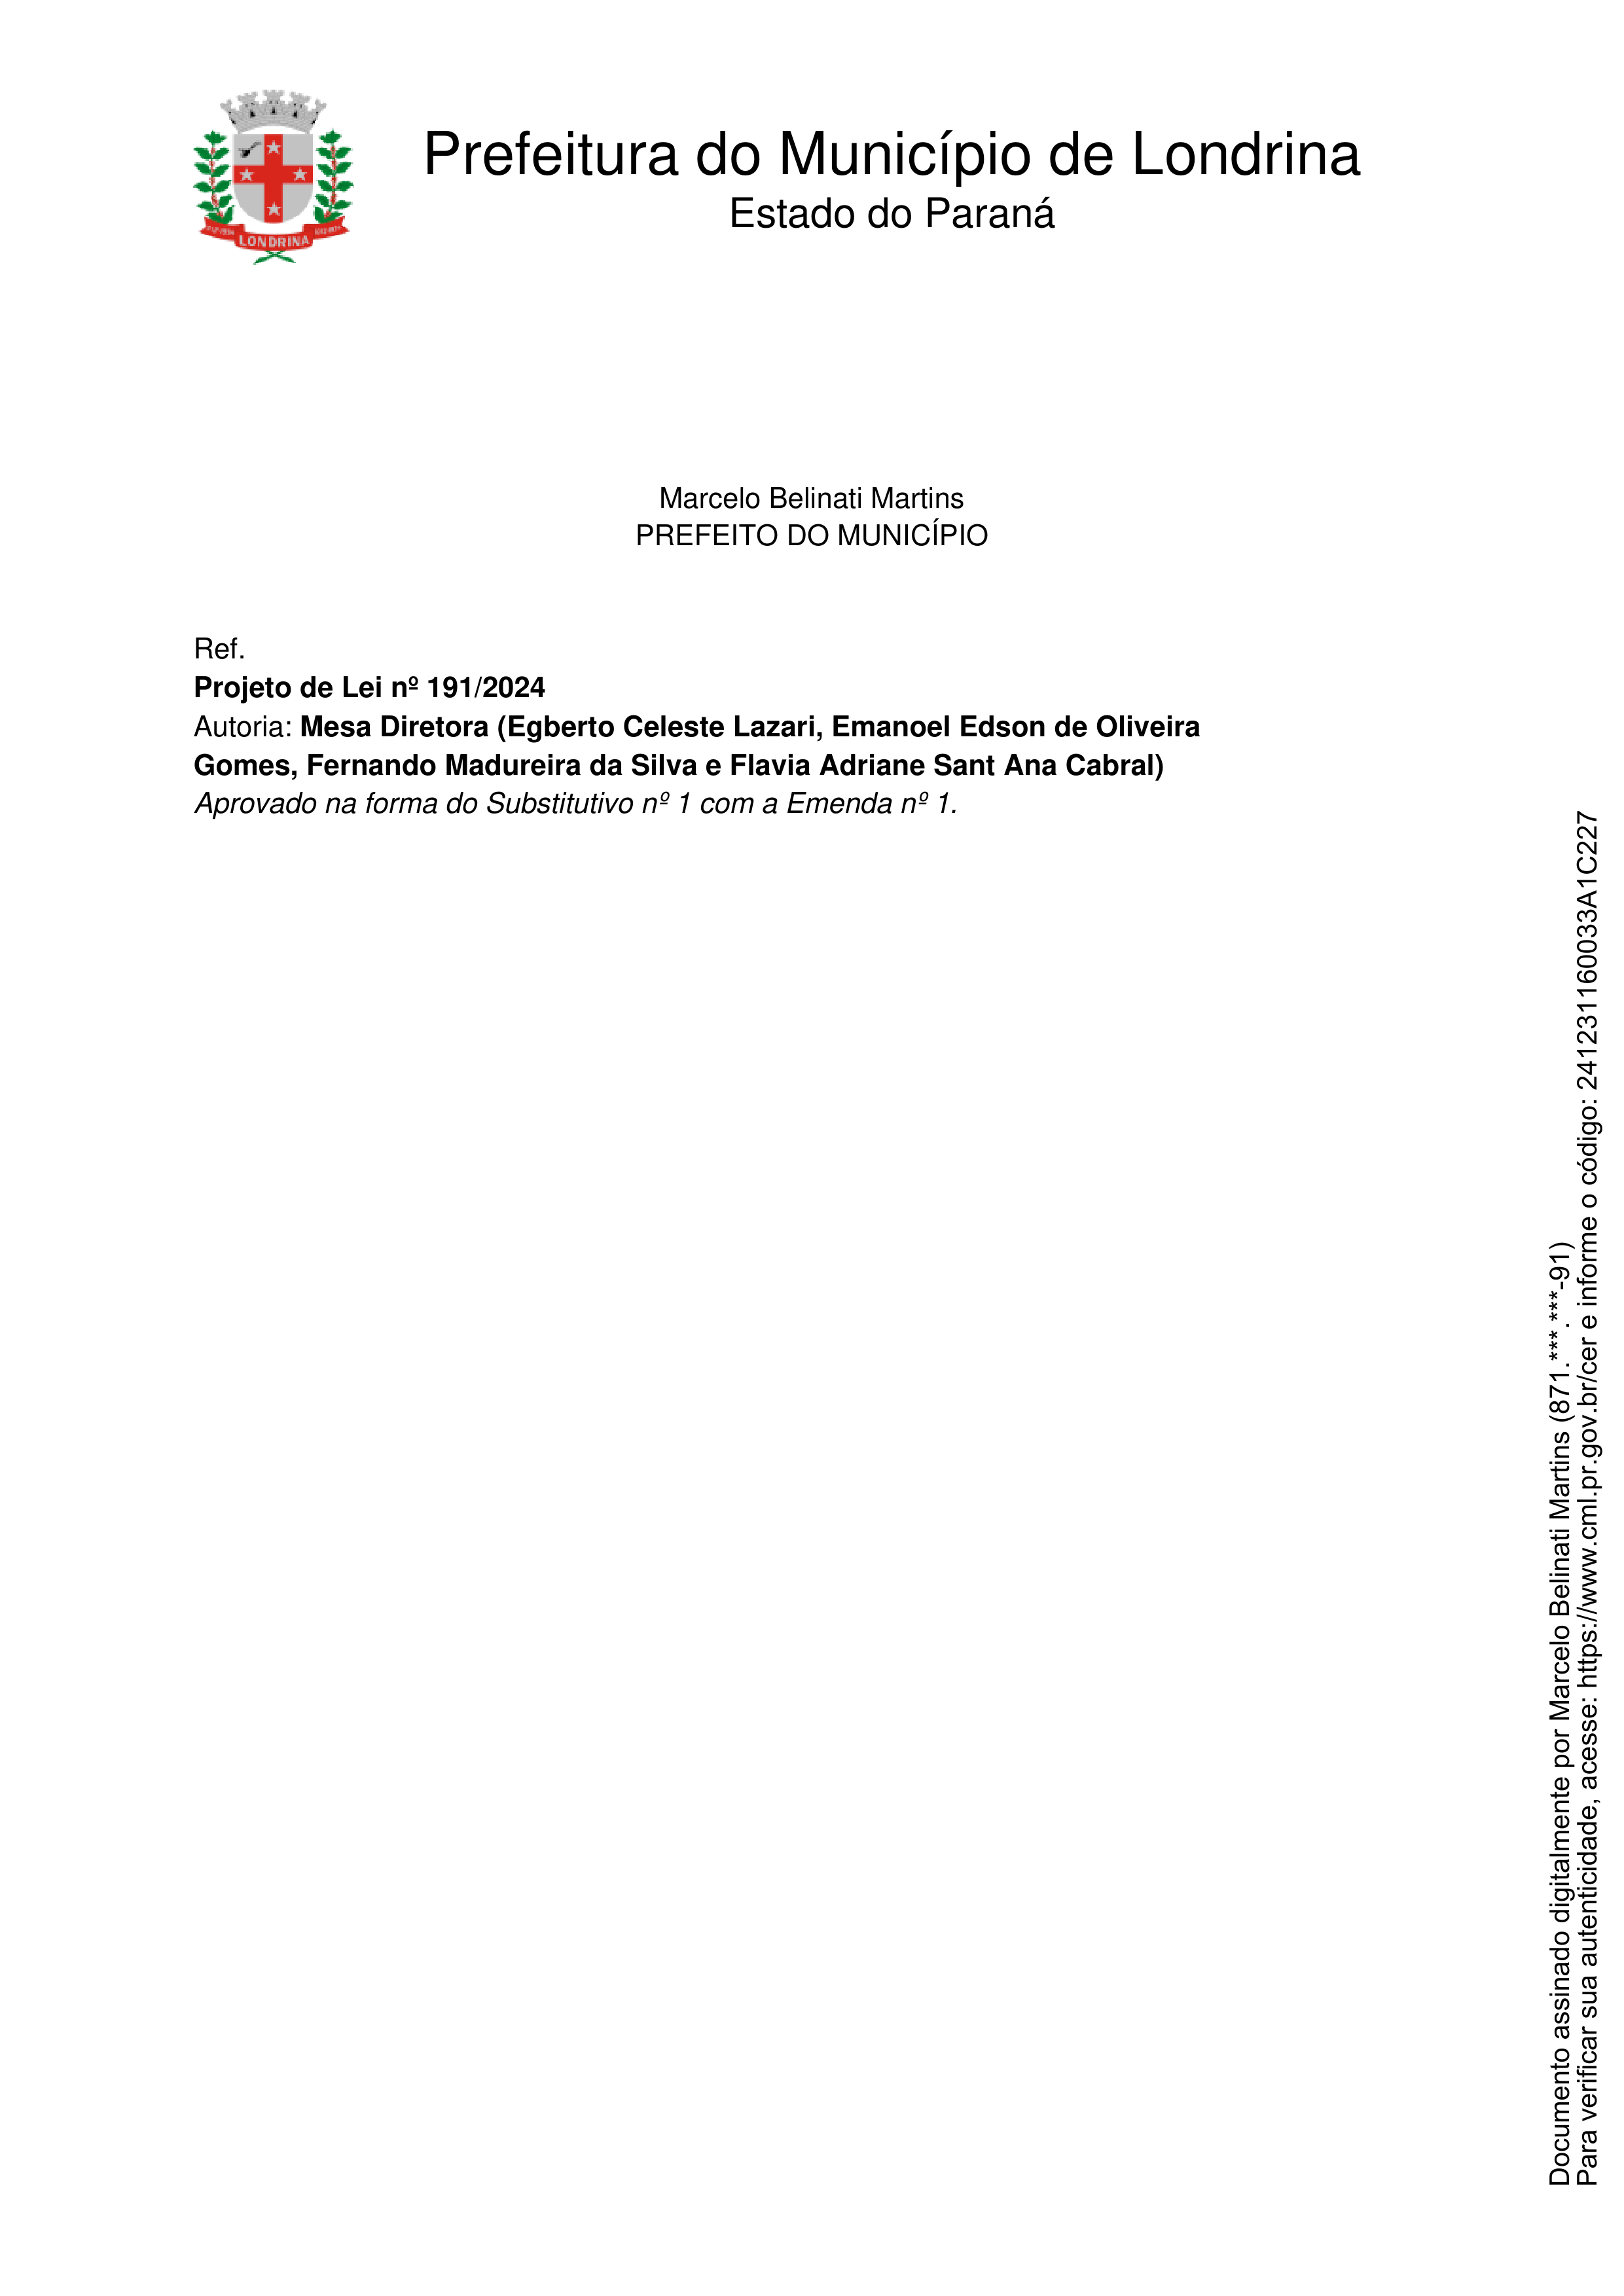 LONDRINA
Prefeitura do Município de Londrina
Estado do Paraná
Marcelo Belinati Martins
PREFEITO DO MUNICÍPIO
Ref.
Projeto de Lei nº 191/2024
Autoria: Mesa Diretora (Egberto Celeste Lazari, Emanoel Edson de Oliveira
Gomes, Fernando Madureira da Silva e Flavia Adriane Sant Ana Cabral)
Aprovado na forma do Substitutivo nº 1 com a Emenda nº 1.
Documento assinado digitalmente por Marcelo Belinati Martins (871.***.***-91)
Para verificar sua autenticidade, acesse: https://www.cml.pr.gov.br/cer e informe o código: 241231160033A1C227